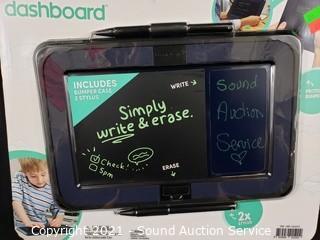 dashboard
INCLUDES
BUMPER CASE
2 STYLUS
WRITE →
Simply
write & erase.
Check!
5pm
ERASE
Sound
Auction
Service
2x
STYLUS
Copyright 2021 - Sound Auction Service